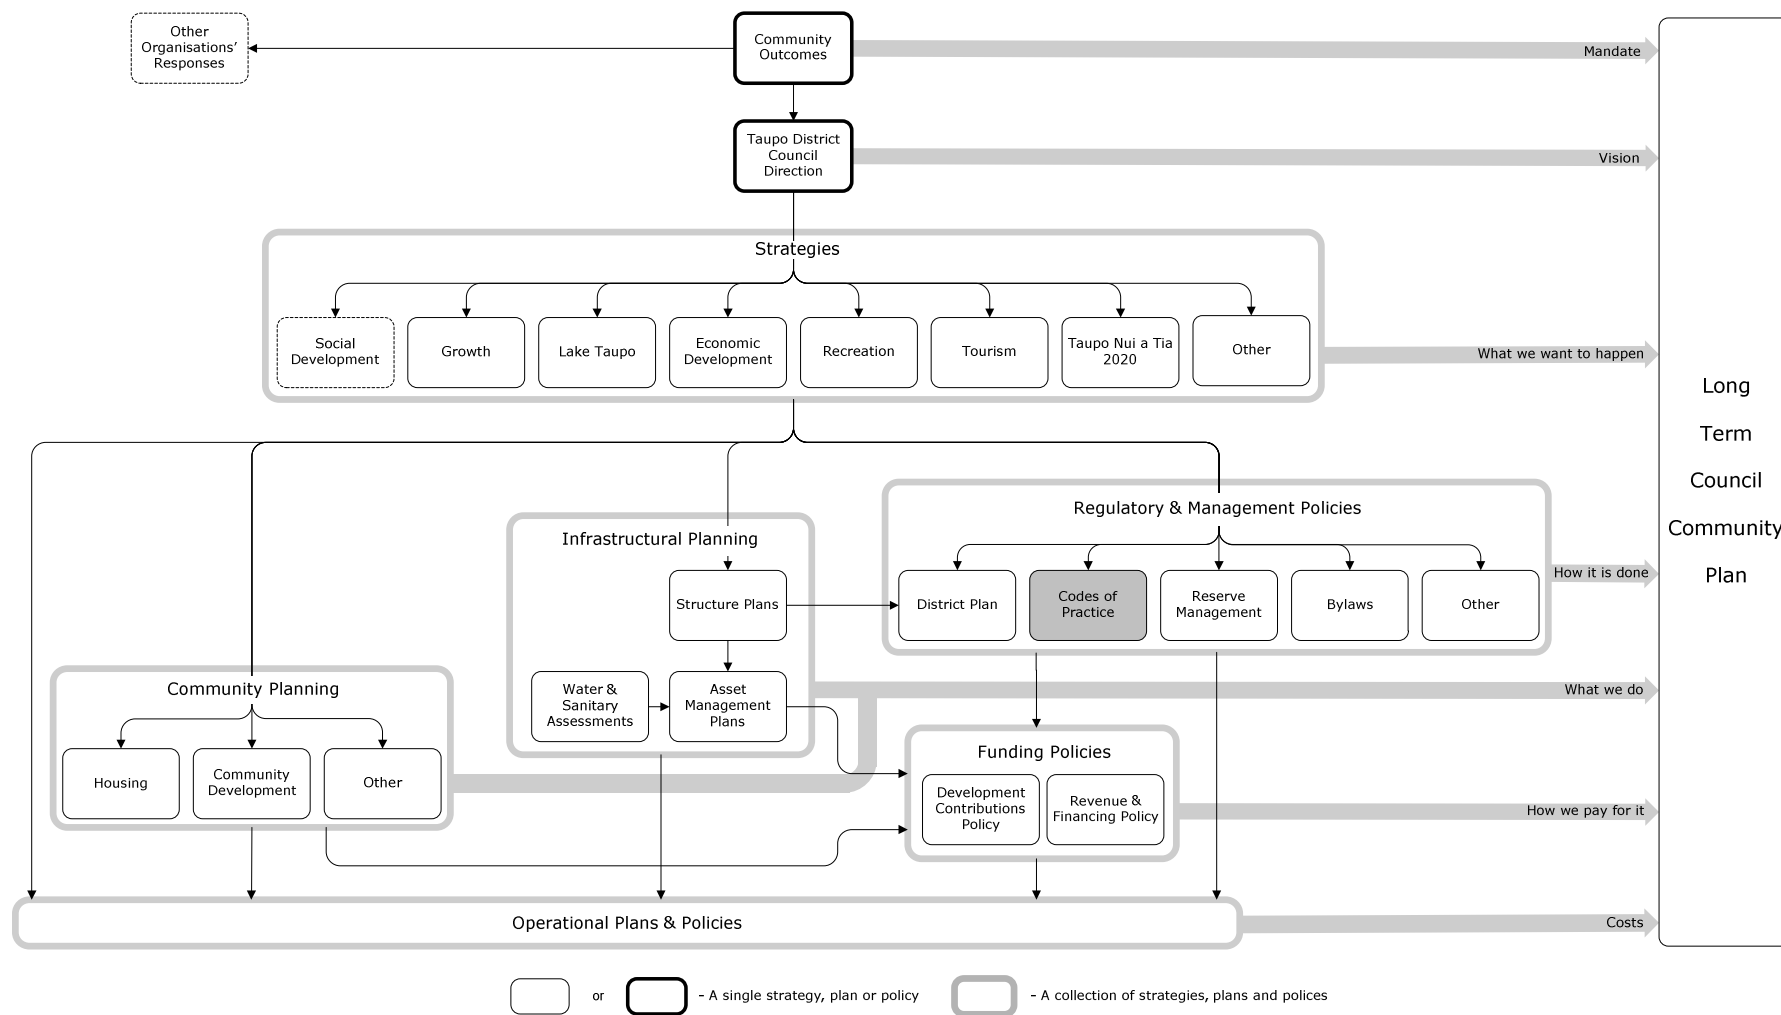 Other
Organisations’
Responses
Community
Outcomes
Mandate
Taupo District
Council
Direction
Vision
Strategies
Social
Development
Growth
Lake Taupo
Economic
Development
Recreation
Tourism
Taupo Nui a Tia
2020
Other
What we want to happen
Long
Term
Council
Community
Plan
Regulatory & Management Policies
Infrastructural Planning
Structure Plans
District Plan
Codes of
Practice
Reserve
Management
Bylaws
Other
How it is done
Community Planning
Water &
Sanitary
Assessments
Asset
Management
Plans
What we do
Housing
Community
Development
Other
Funding Policies
Development
Contributions
Policy
Revenue &
Financing Policy
How we pay for it
Operational Plans & Policies
Costs
or
– A single strategy, plan or policy
– A collection of strategies, plans and polices